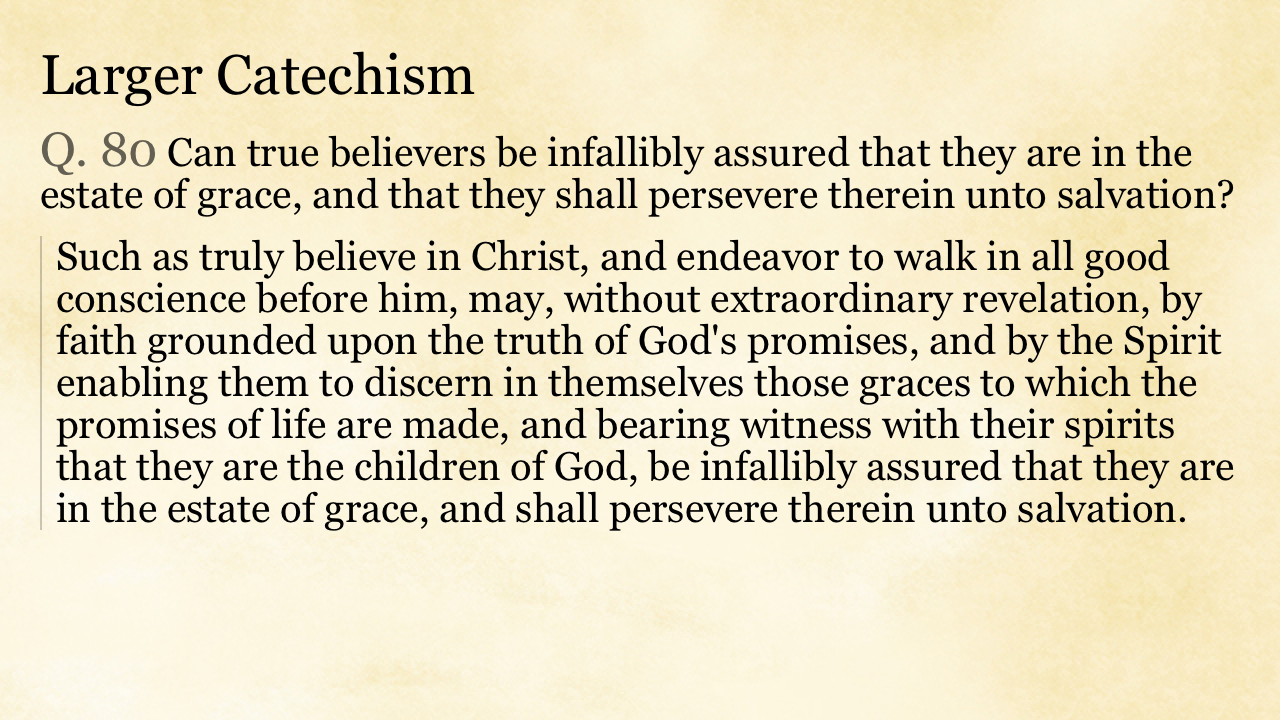 Larger Catechism
Q. 80 Can true believers be infallibly assured that they are in the
estate of grace, and that they shall persevere therein unto salvation?
Such as truly believe in Christ, and endeavor to walk in all good
conscience before him, may, without extraordinary revelation, by
faith grounded upon the truth of God's promises, and by the Spirit
enabling them to discern in themselves those graces to which the
promises of life are made, and bearing witness with their spirits
that they are the children of God, be infallibly assured that they are
in the estate of grace, and shall persevere therein unto salvation.